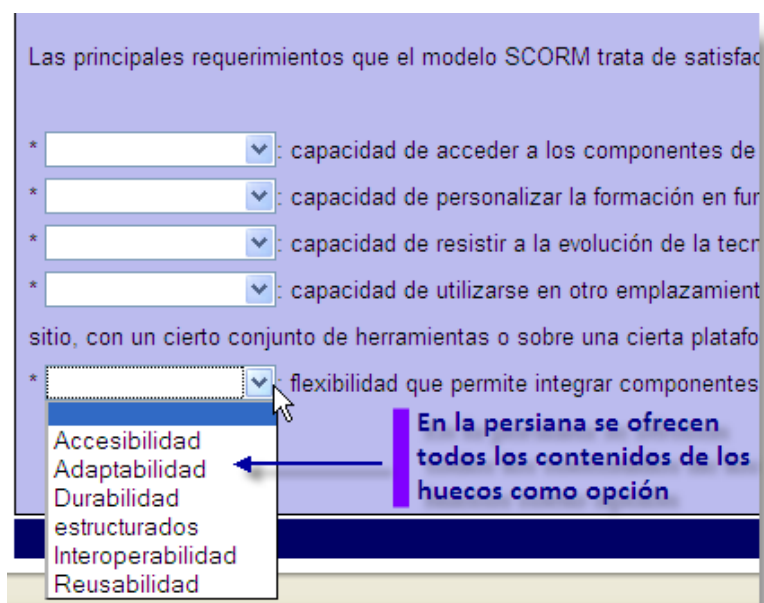 Las principales requerimientos que el modelo SCORM trata de satisfac
* : capacidad de acceder a los componentes de
* : capacidad de personalizar la formación en fun
* : capacidad de resistir a la evolución de la tecn
* : capacidad de utilizarse en otro emplazamient
sitio, con un cierto conjunto de herramientas o sobre una cierta platafo
* : flexibilidad que permite integrar componentes
Accesibilidad
Adaptabilidad
Durabilidad
estructurados
Interoperabilidad
Reusabilidad
En la persiana se ofrecen
todos los contenidos de los
huecos como opción